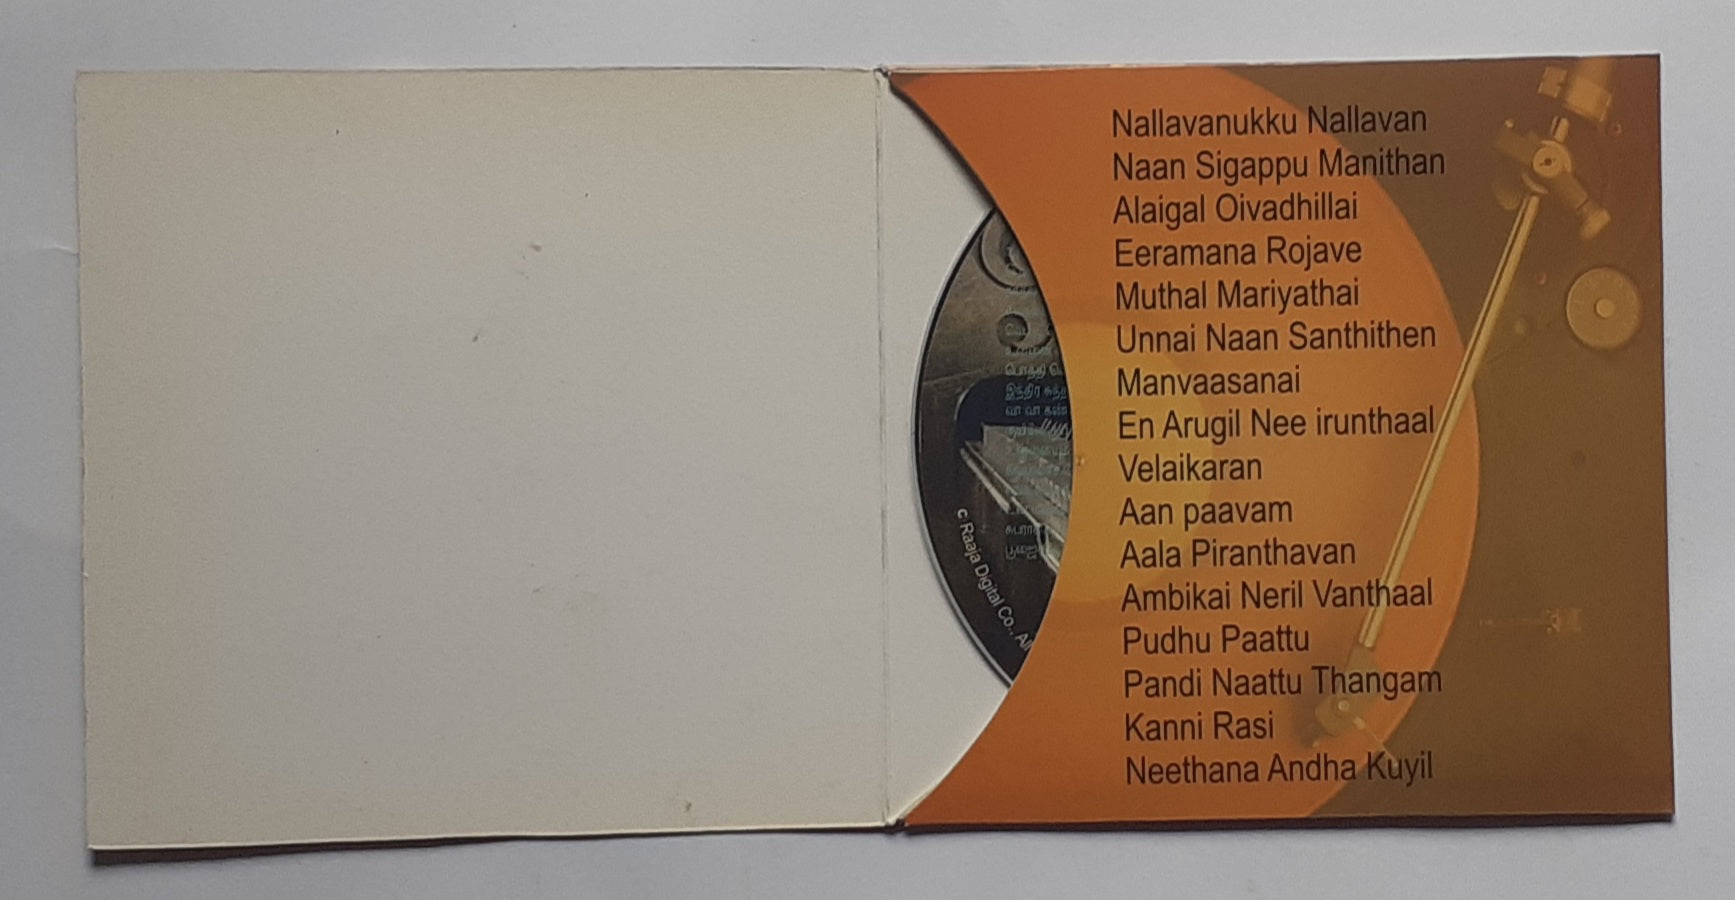 Nallavanukku Nallavan
Naan Sigappu Manithan
Alaigal Oivadhillai
Eeramana Rojave
Muthal Mariyathai
Unnai Naan Santhithen
Manvaasanai
En Arugil Nee irunthaal
Velaikaran
Aan paavam
Aala Piranthavan
Ambikai Neril Vanthaal
Pudhu Paattu
Pandi Naattu Thangam
Kanni Rasi
Neethana Andha Kuyil
இந்திர
வா வா
c Raaja Digital Co.,